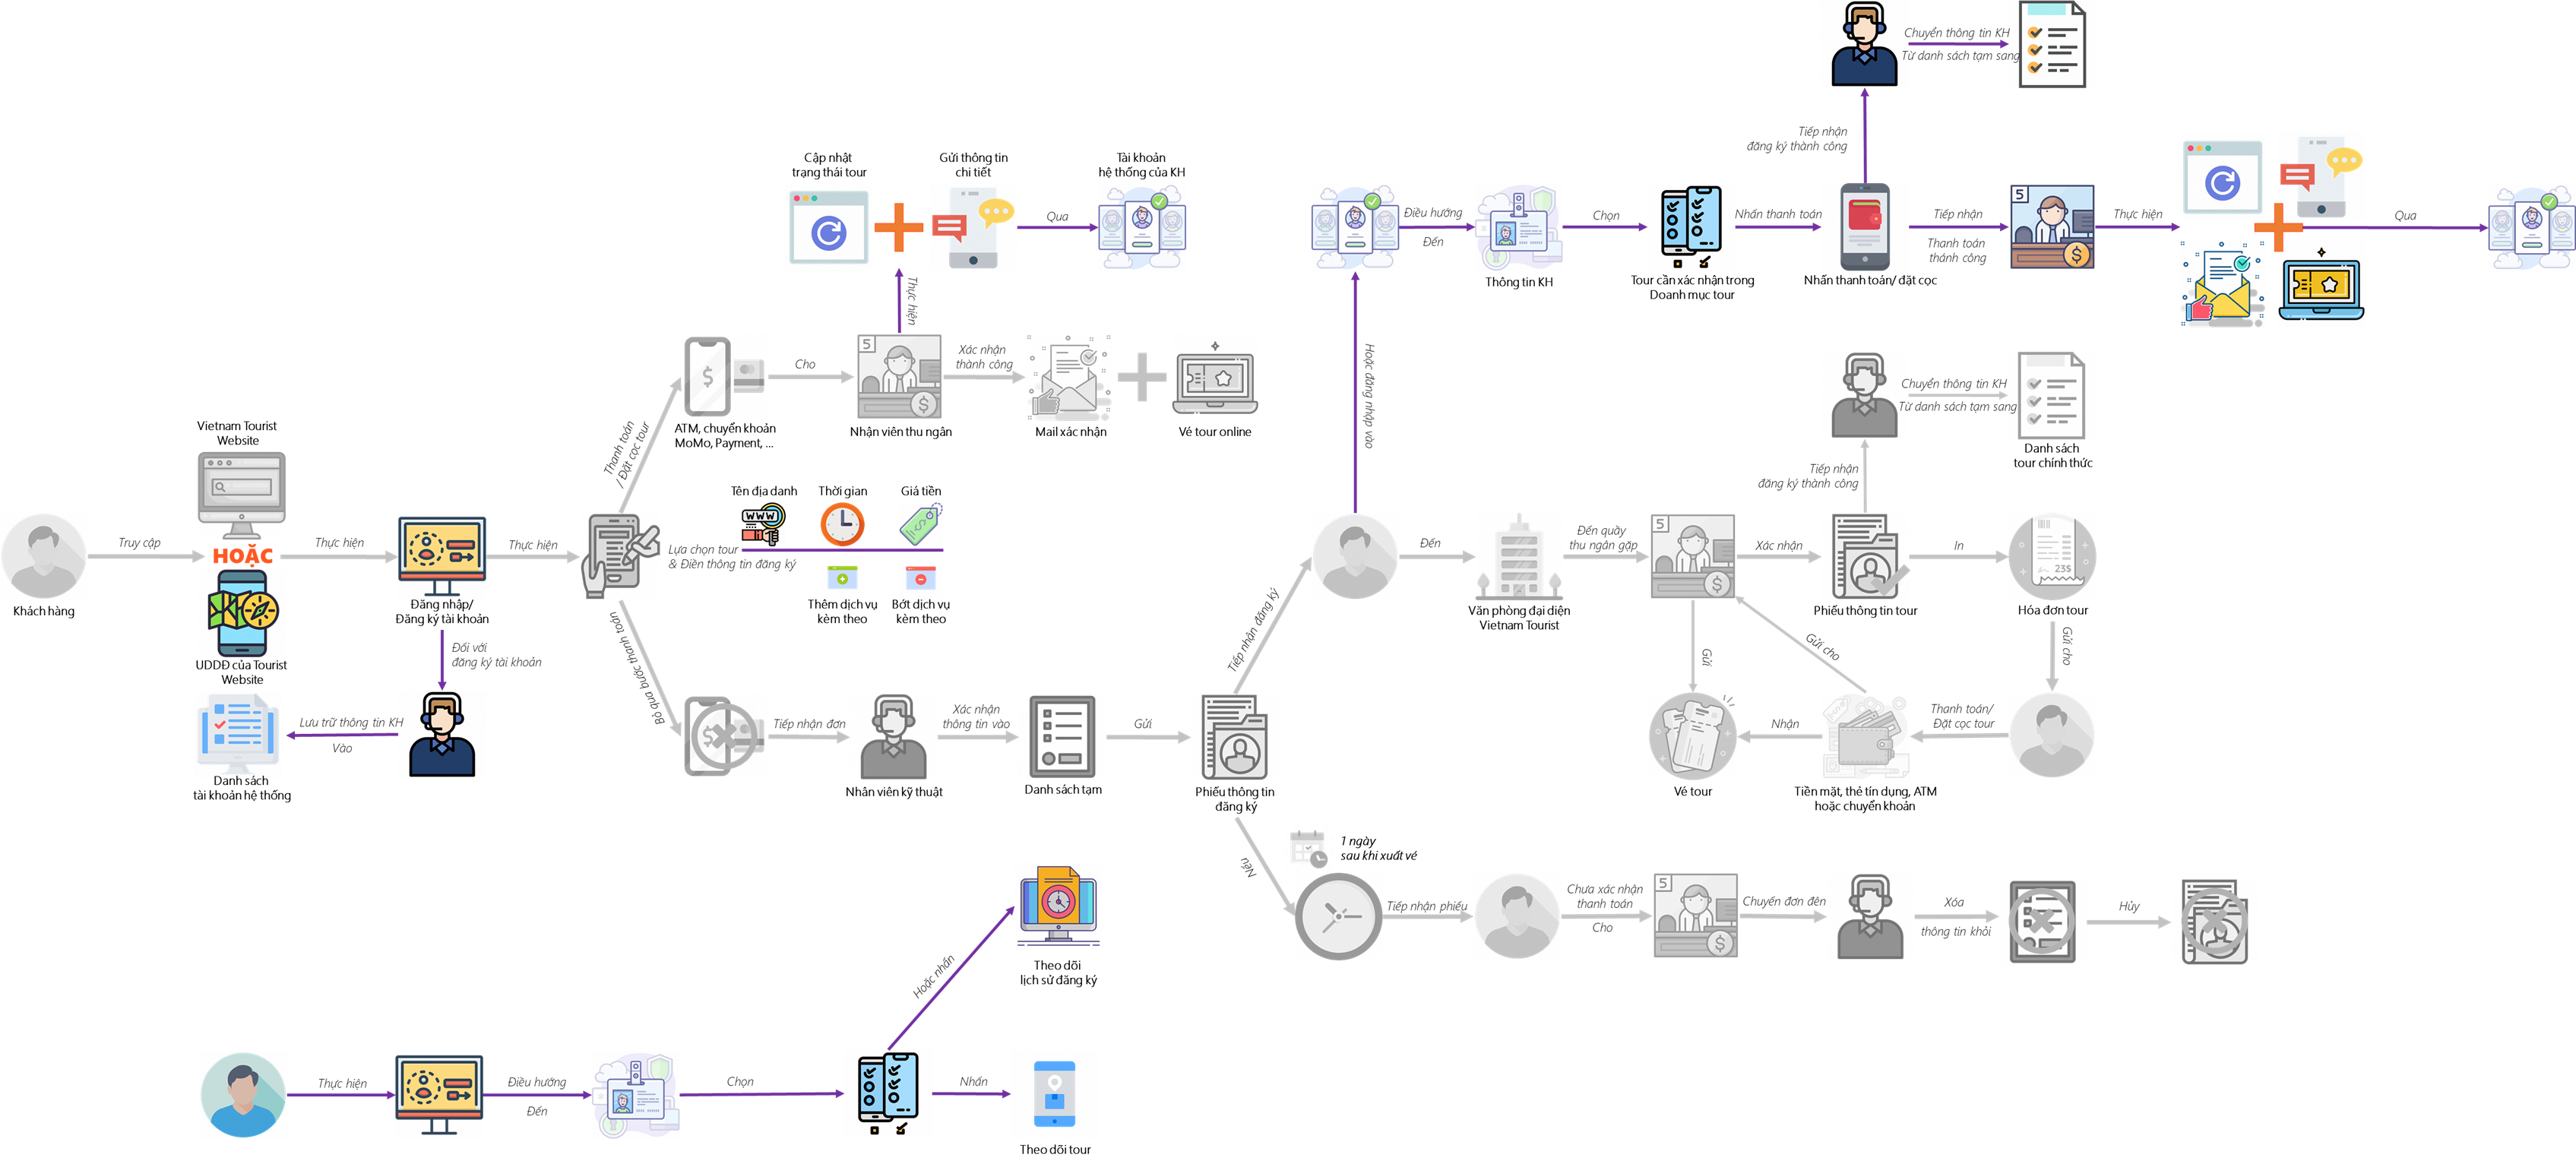 Chuyển thông tin KH
Từ danh sách tạm sang
Tiếp nhận
đăng ký thành công
Cập nhật
trạng thái tour
Gửi thông tin
chi tiết
Tài khoản
hệ thống của KH
Qua
Thực hiện
Điều hướng
Đến
Thông tin KH
Chọn
Tour cần xác nhận trong
Doanh mục tour
Nhấn thanh toán
Nhấn thanh toán/ đặt cọc
Tiếp nhận
Thanh toán
thánh công
5
Thực hiện
Qua
Hoặc đăng nhập vào
Thanh toán
/ Đặt cọc tour
$
ATM, chuyển khoản
MoMo, Payment, ...
Cho
5
$
Nhận viên thu ngân
Xác nhận
thành công
Mail xác nhận
Vé tour online
Chuyển thông tin KH
Từ danh sách tạm sang
Danh sách
tour chính thức
Tiếp nhận
đăng ký thành công
Vietnam Tourist
Website
HOẶC
UDDĐ của Tourist
Website
Khách hàng
Truy cập
Thực hiện
Đăng nhập/
Đăng ký tài khoản
Thực hiện
Tên địa danh
WWW
Thời gian
Giá tiền
$
Lựa chọn tour
& Điền thông tin đăng ký
Thêm dịch vụ
kèm theo
Bớt dịch vụ
kèm theo
Đối với
đăng ký tài khoản
Lưu trữ thông tin KH
Vào
Danh sách
tài khoản hệ thống
Bỏ qua bước thanh toán
$
Tiếp nhận đơn
Nhân viên kỹ thuật
Xác nhận
thông tin vào
Danh sách tạm
Gửi
Phiếu thông tin
đăng ký
Tiếp nhận đăng ký
Đến
Văn phòng đại diện
Vietnam Tourist
Đến quầy
thu ngân gặp
5
$
Xác nhận
Phiếu thông tin tour
In
23$
Hóa đơn tour
Gửi cho
Thanh toán/
Đặt cọc tour
Tiền mặt, thẻ tín dụng, ATM
hoặc chuyển khoản
Gửi cho
Nhận
Gửi
Vé tour
Nếu
1 ngày
sau khi xuất vé
Tiếp nhận phiếu
Chưa xác nhận
thanh toán
Cho
5
$
Chuyển đơn đên
Xóa
thông tin khỏi
Hủy
Thực hiện
Điều hướng
Đến
Chọn
Hoặc nhấn
Theo dõi
lịch sử đăng ký
Nhấn
Theo dõi tour